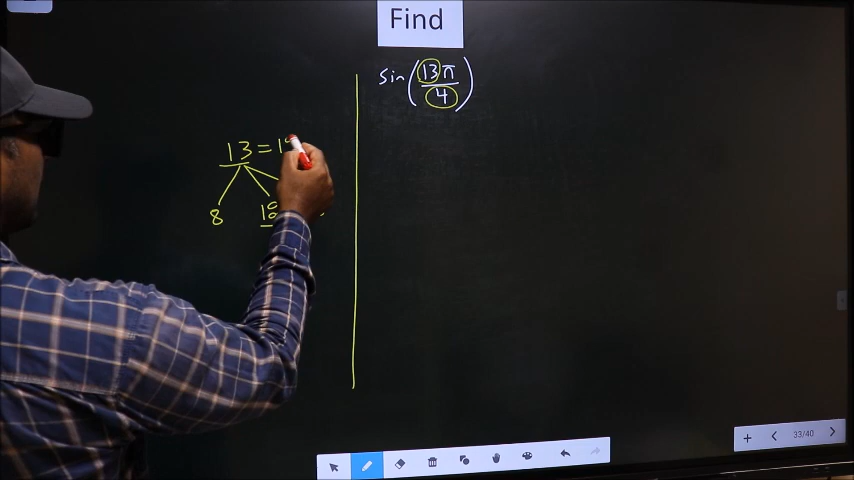 Find
sin(13π/4)
13 = 1
8
33/40